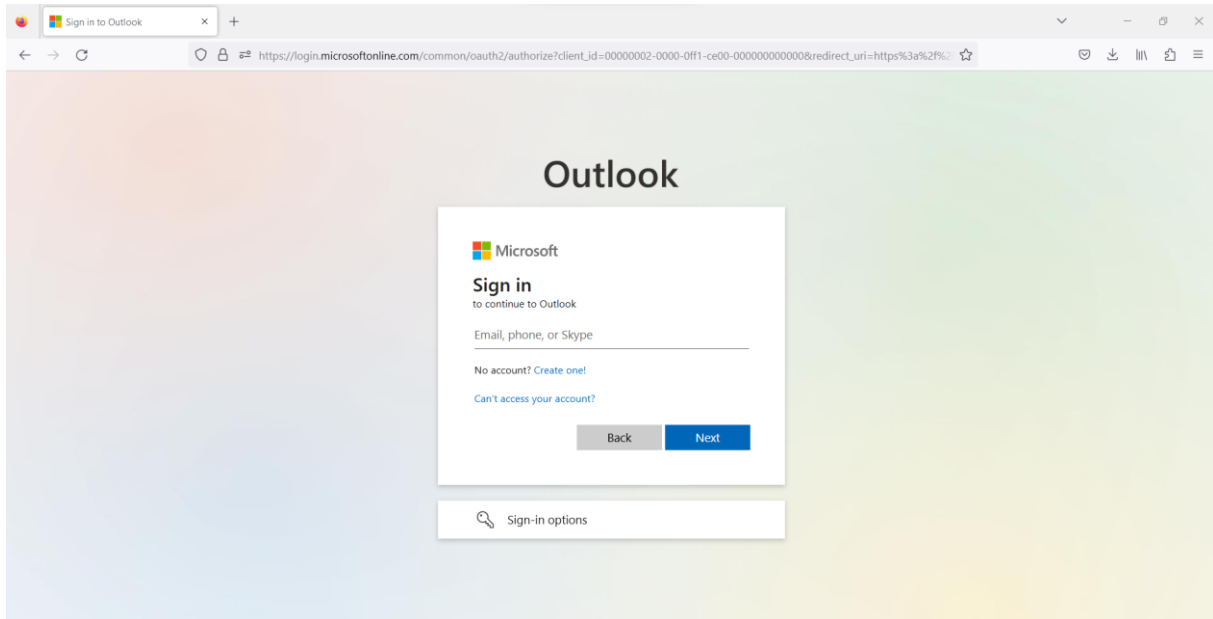 Sign in to Outlook
https://login.microsoftonline.com/common/oauth2/authorize?client_id=00000002-0000-0ff1-ce00-000000000000&redirect_uri=https%3a%2f%2
Outlook
Microsoft
Sign in
to continue to Outlook
Email, phone, or Skype
No account? Create one!
Can't access your account?
Back Next
Sign-in options